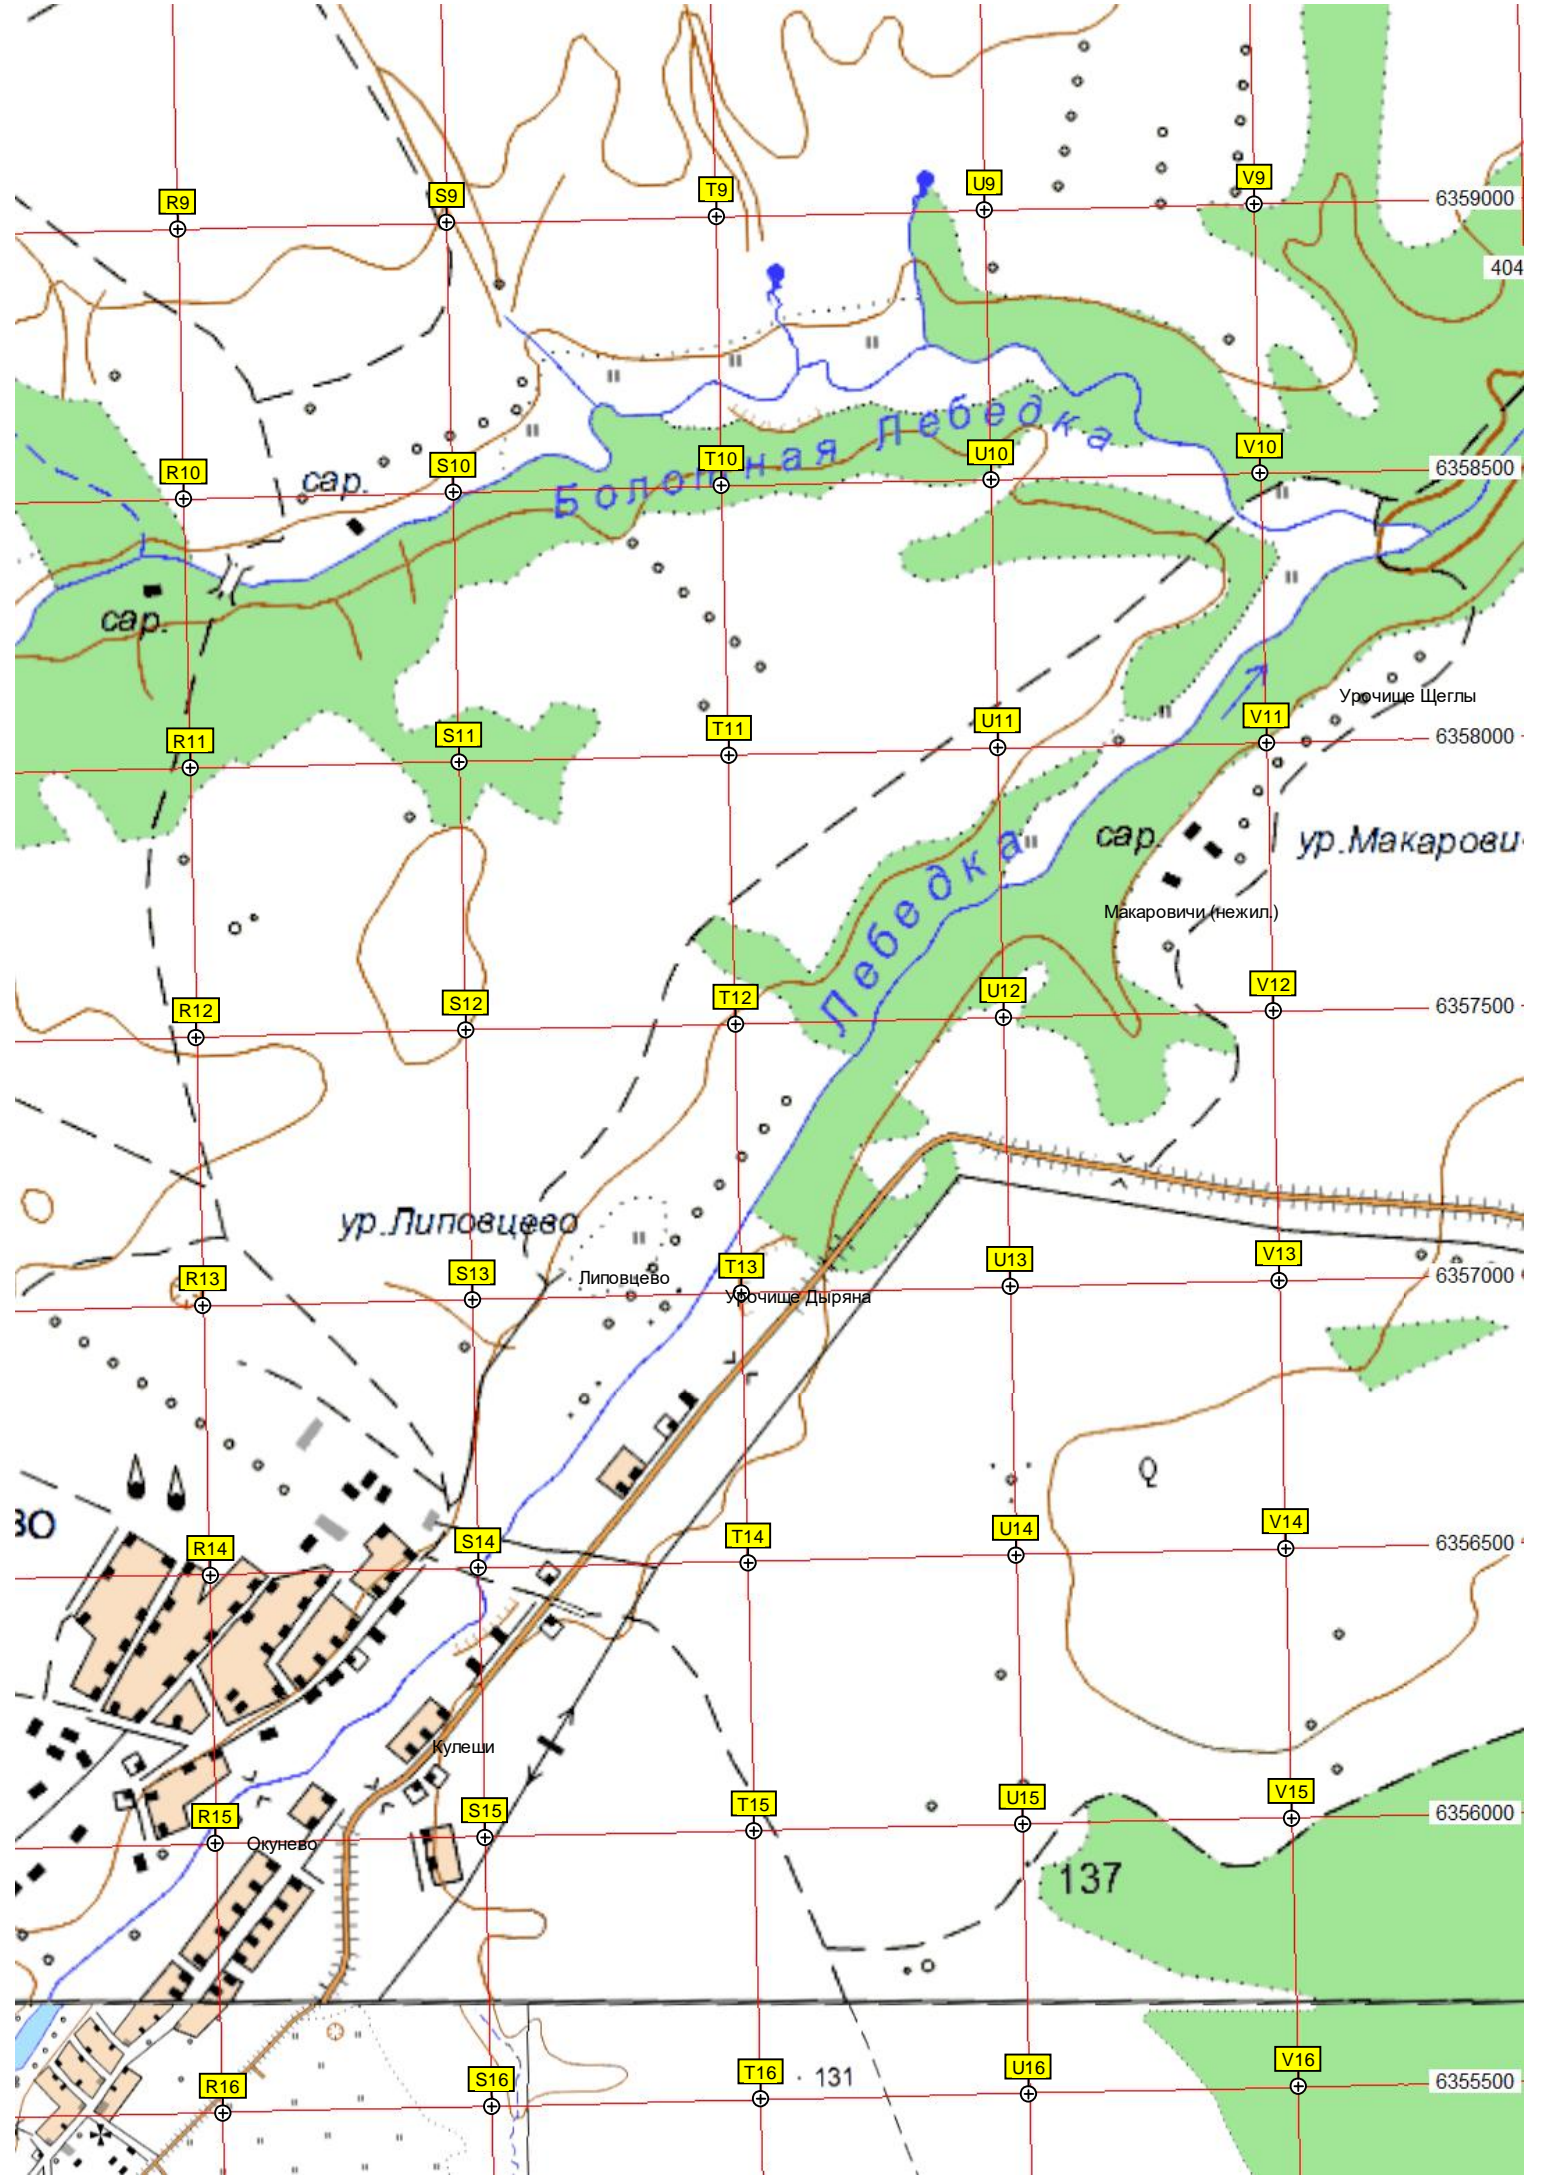 R9
S9
T9
U9
V9
6359000
404
R10
сар.
S10
T10
Болотная Лебедка
U10
V10
6358500
сар.
Урочище Щеглы
R11
S11
T11
U11
V11
6358000
сар.
ур.Макарови
Лебедка
Макаровичи (нежил.)
R12
S12
T12
U12
V12
6357500
ур.Липовцево
Липовцево
R13
S13
T13
U13
V13
6357000
Урочище Дыряна
Q
ВО
R14
S14
T14
U14
V14
6356500
Кулеши
R15
S15
T15
U15
V15
6356000
Окунево
137
R16
S16
T16
131
U16
V16
6355500